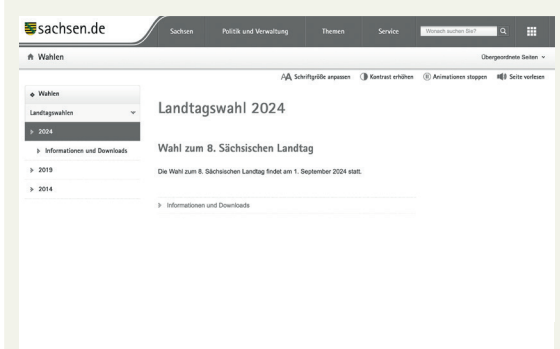 sachsen.de
Sachsen Politik und Verwaltung Themen Service Wonach suchen Sie?
Wahlen Übergeordnete Seiten
AA Schriftgröße anpassen Kontrast erhöhen Animationen stoppen Seite vorlesen
Wahlen
Landtagswahlen
2024
Informationen und Downloads
2019
2014
Landtagswahl 2024
Wahl zum 8. Sächsischen Landtag
Die Wahl zum 8. Sächsischen Landtag findet am 1. September 2024 statt.
Informationen und Downloads